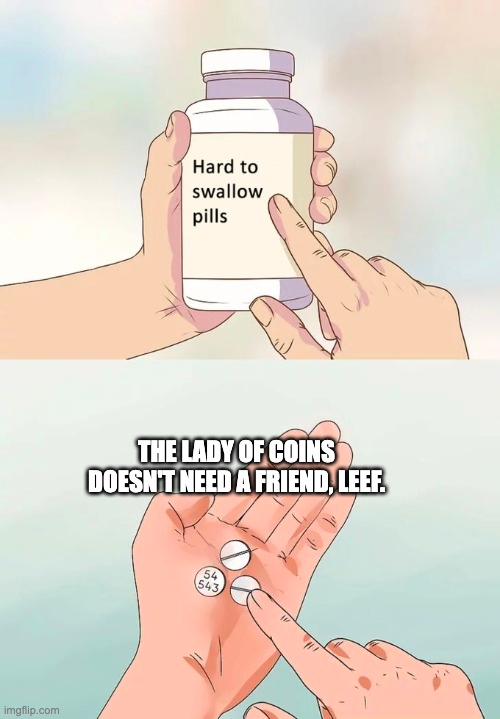 Hard to
swallow
pills
THE LADY OF COINS
DOESN'T NEED A FRIEND, LEEF.
54
543
imgflip.com